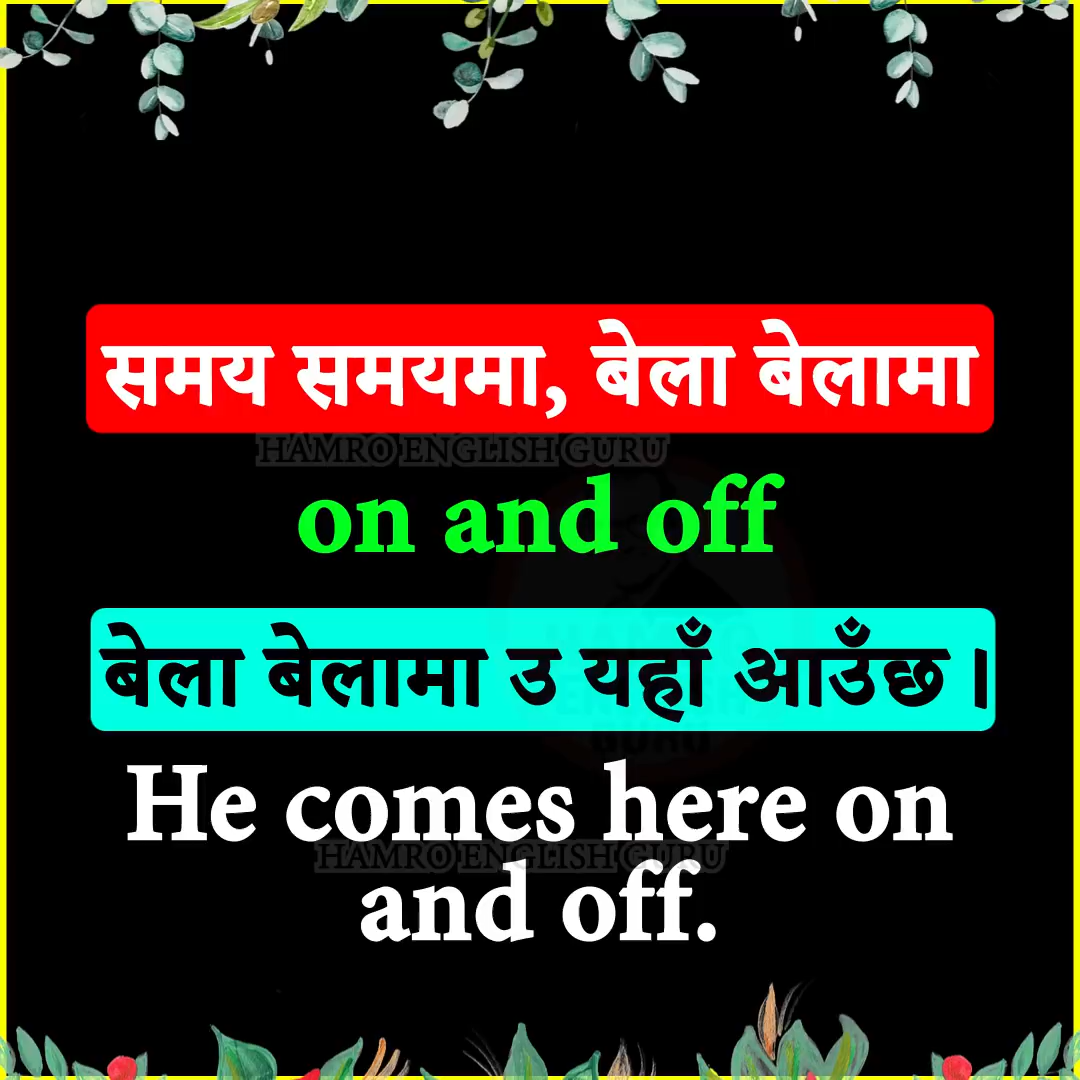 समय समयमा, बेला बेलामा
HAMRO ENGLISH GURU
on and off
बेला बेलामा उ यहाँ आउँछ ।
He comes here on
HAMRO ENGLISH GURU
and off.